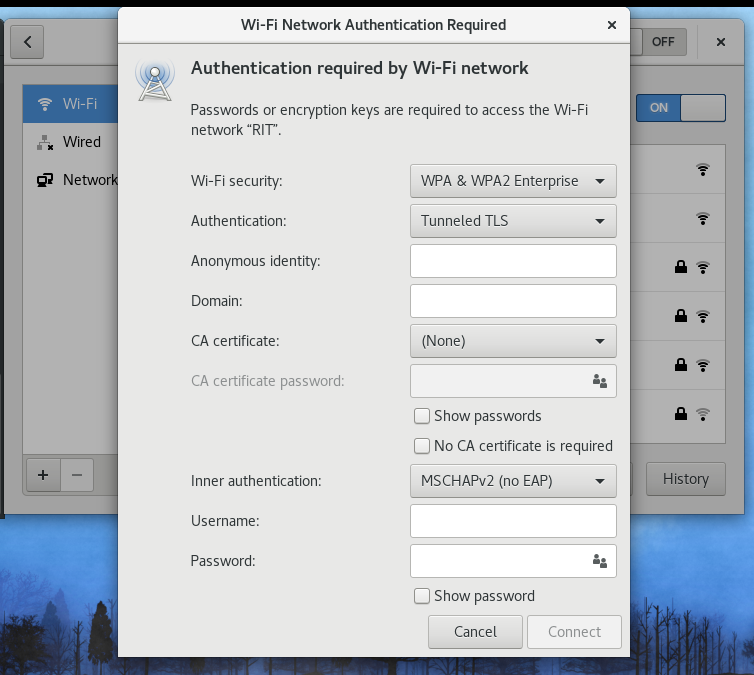 Wi-Fi Network Authentication Required
OFF
Authentication required by Wi-Fi network
Passwords or encryption keys are required to access the Wi-Fi
network “RIT”.
Wi-Fi
ON
Wired
Network
Wi-Fi security:
WPA & WPA2 Enterprise
Authentication:
Tunneled TLS
Anonymous identity:
Domain:
CA certificate:
(None)
CA certificate password:
Show passwords
No CA certificate is required
Inner authentication:
MSCHAPv2 (no EAP)
History
Username:
Password:
Show password
Cancel
Connect